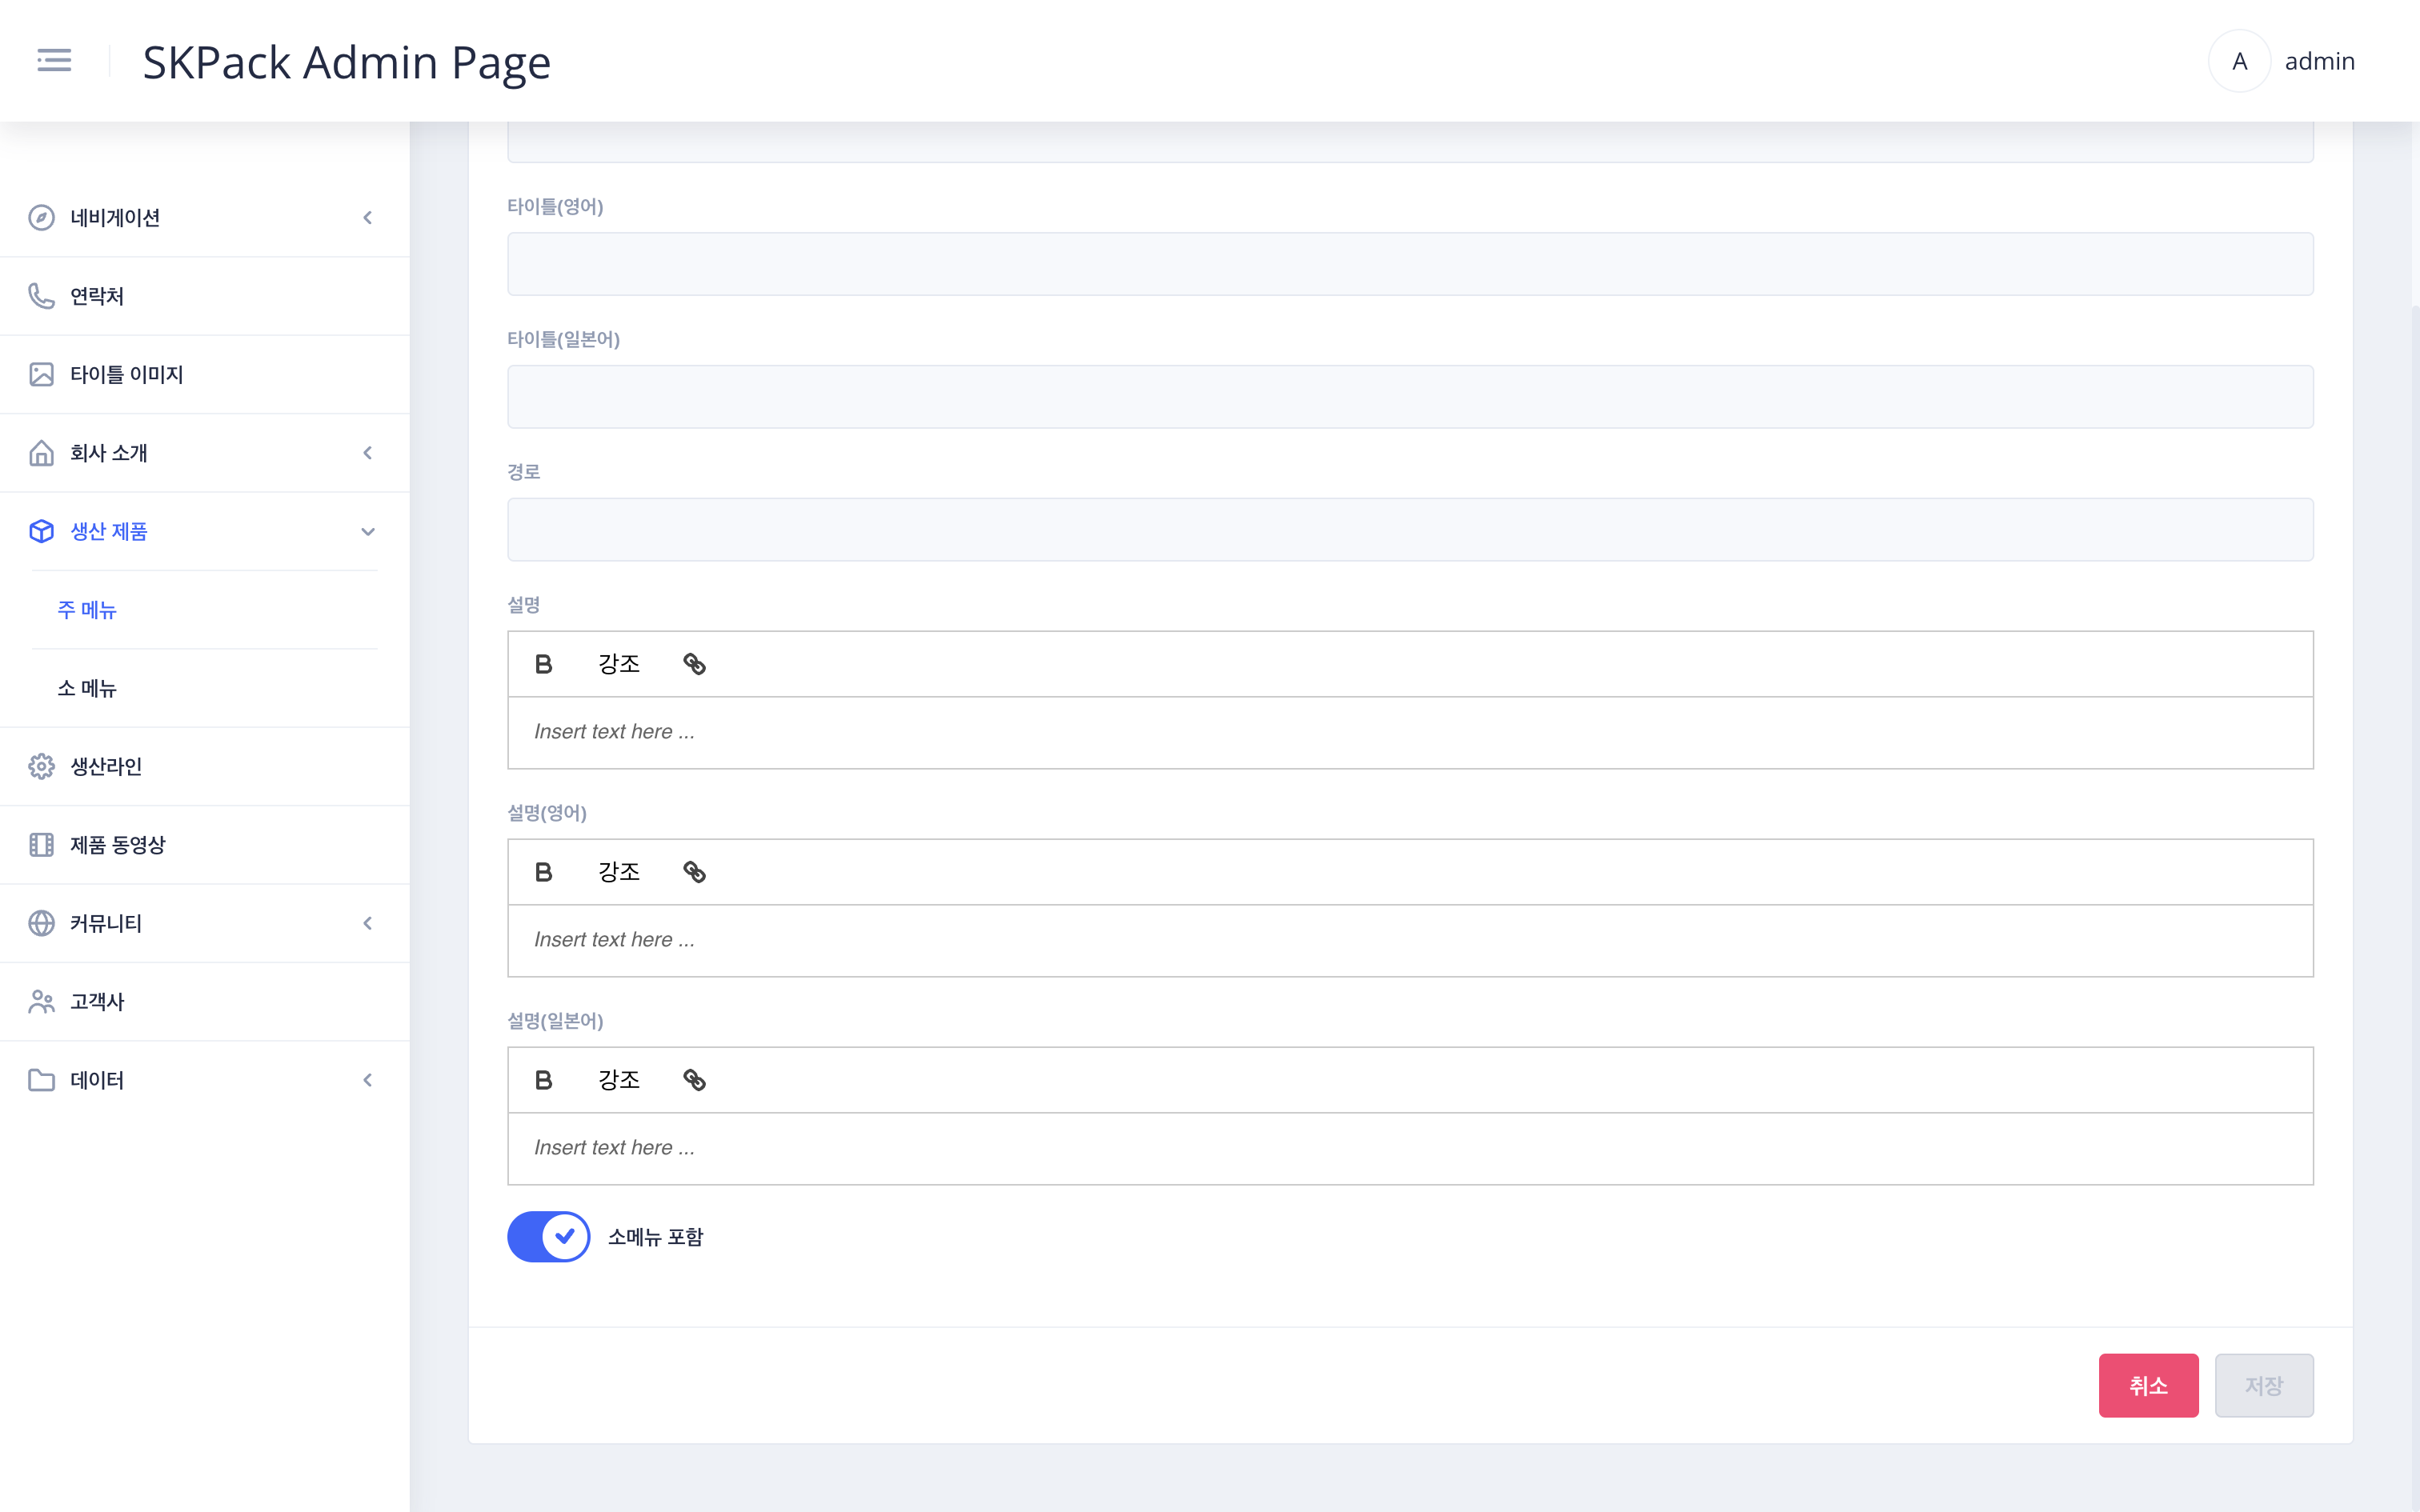 SKPack Admin Page
A admin
네비게이션
연락처
타이틀 이미지
회사 소개
생산 제품
주 메뉴
소 메뉴
생산라인
제품 동영상
커뮤니티
고객사
데이터
타이틀(영어)
타이틀(일본어)
경로
설명
B 강조
Insert text here ...
설명(영어)
B 강조
Insert text here ...
설명(일본어)
B 강조
Insert text here ...
소메뉴 포함
취소 저장